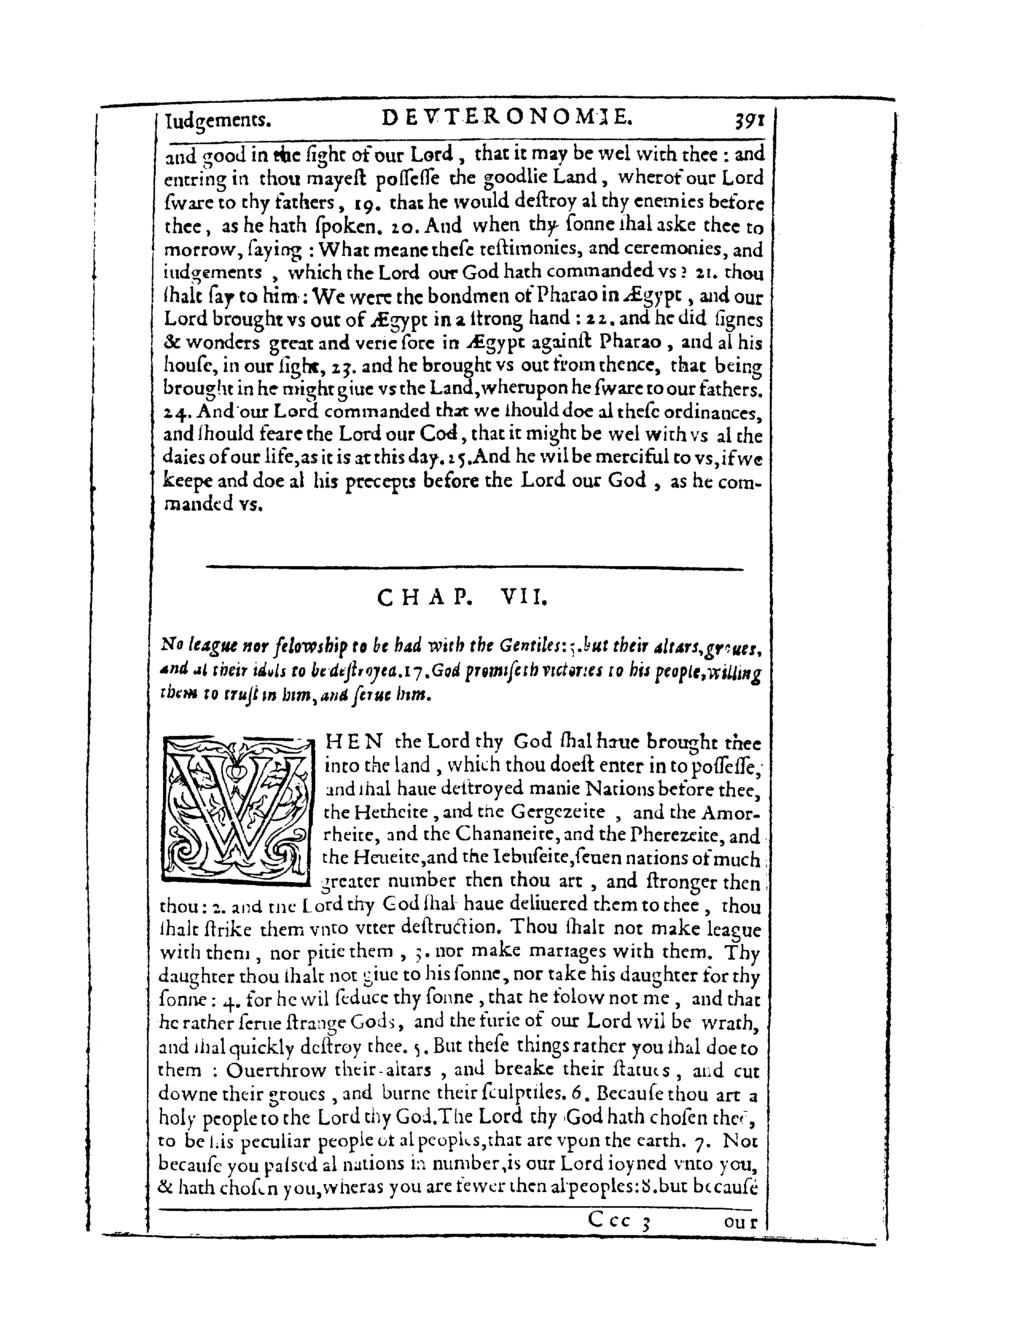 Iudgements. DEVTERONOMIE. 391
and good in the ſight of our Lord, that it may be wel with thee: and
entring in thou mayeſt poſſeſſe the goodlie Land, wherof our Lord
ſware to thy fathers, 19. that he would deſtroy al thy enemies before
thee, as he hath ſpoken. 20. And when thy ſonne ſhal aske thee to
morrow, ſaying: What meane theſe teſtimonies, and ceremonies, and
iudgements, which the Lord our God hath commanded vs? 21. thou
ſhalt ſay to him: We were the bondmen of Pharao in Ægypt, and our
Lord brought vs out of Ægypt in a ſtrong hand: 22. and he did ſignes
& wonders great and verie ſore in Ægypt againſt Pharao, and al his
houſe, in our ſight, 23. and he brought vs out from thence, that being
brought in he might giue vs the Land, wherupon he ſware to our fathers.
24. And our Lord commanded that we ſhould doe al theſe ordinances,
and ſhould feare the Lord our Cod, that it might be wel with vs al the
daies of our life, as it is at this day. 25. And he wil be merciful to vs, if we
keepe and doe al his precepts before the Lord our God, as he com-
manded vs.
CHAP. VII.
No league nor felowship to be had with the Gentiles: 5. but their altars, groues,
and al their idols to be deſtroyed. 17. God promiſeth victories to his people, willing
them to truſt in him, and ſerue him.
WHEN the Lord thy God ſhal haue brought thee
into the land, which thou doeſt enter in to poſſeſſe,
and ſhal haue deſtroyed manie Nations before thee,
the Hetheite, and the Gergezeite, and the Amor-
rheite, and the Chananeite, and the Pherezeite, and
the Heueite, and the Iebuſeite, ſeuen nations of much
greater number then thou art, and ſtronger then
thou: 2. and the Lord thy God ſhal haue deliuered them to thee, thou
ſhalt ſtrike them vnto vtter deſtruction. Thou ſhalt not make league
with them, nor pitie them, 3. nor make mariages with them. Thy
daughter thou ſhalt not giue to his ſonne, nor take his daughter for thy
ſonne: 4. for he wil ſeduce thy ſonne, that he folow not me, and that
he rather ſerue ſtrange Gods, and the furie of our Lord wil be wrath,
and ſhal quickly deſtroy thee. 5. But theſe things rather you ſhal doe to
them: Ouerthrow their altars, and breake their ſtatues, and cut
downe their groues, and burne their ſculptiles. 6. Becauſe thou art a
holy people to the Lord thy God. The Lord thy God hath choſen thee,
to be his peculiar people of al peoples, that are vpon the earth. 7. Not
becauſe you paſsed al nations in number, is our Lord ioyned vnto you,
& hath choſen you, wheras you are fewer then al peoples: 8. but becauſe
Ccc 3 our